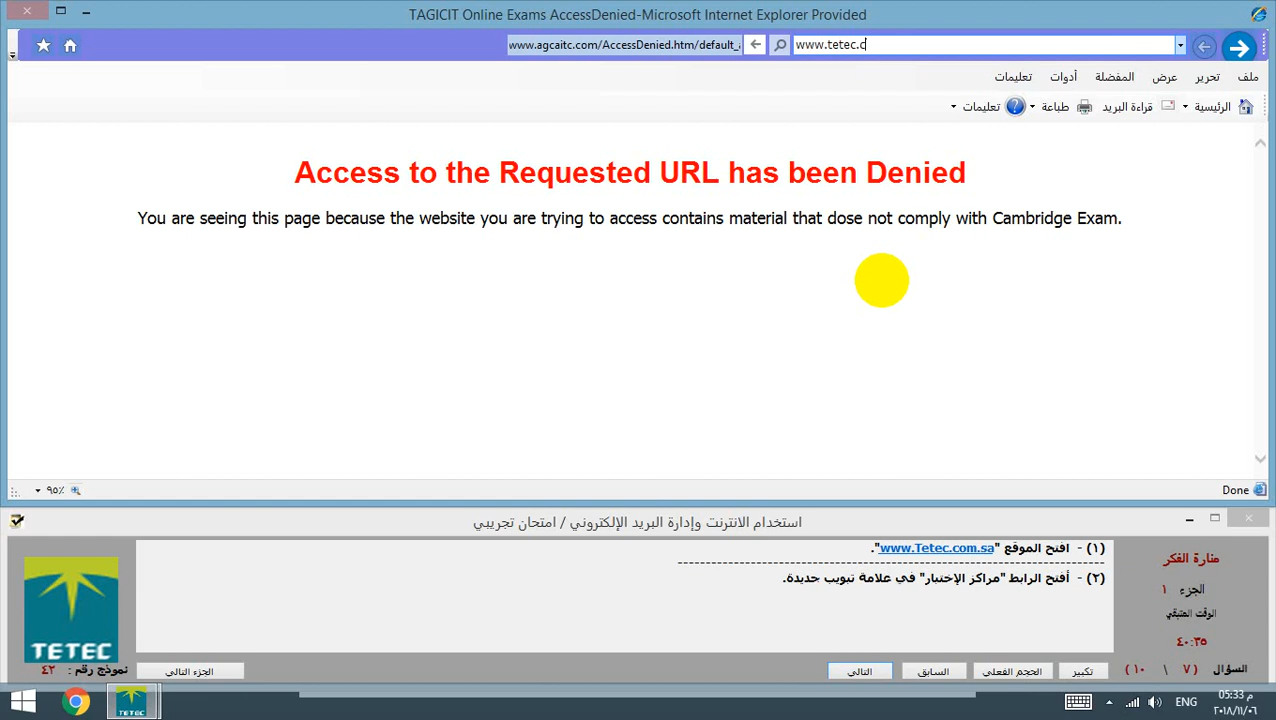 TAGICIT Online Exams AccessDenied-Microsoft Internet Explorer Provided
www.agcaitc.com/AccessDenied.htm/default_
www.tetec.c
ملف تحرير عرض المفضلة أدوات تعليمات
الرئيسية قراءة البريد طباعة تعليمات
Access to the Requested URL has been Denied
You are seeing this page because the website you are trying to access contains material that dose not comply with Cambridge Exam.
٩٥٪
Done
استخدام الانترنت وإدارة البريد الإلكتروني / امتحان تجريبي
(١) - افتح الموقع "www.Tetec.com.sa".
(٢) - أفتح الرابط "مراكز الإختبار" في علامة تبويب جديدة.
منارة الفكر
الجزء ١
الوقت المتبقي
٤٠:٣٥
السؤال ( ٧ \ ١٠ )
تكبير
الحجم الفعلي
السابق
التالي
الجزء التالي
TETEC
نموذج رقم : ٤٢
TETEC
ENG
05:33 م
٢٠١٨/١١/٠٦